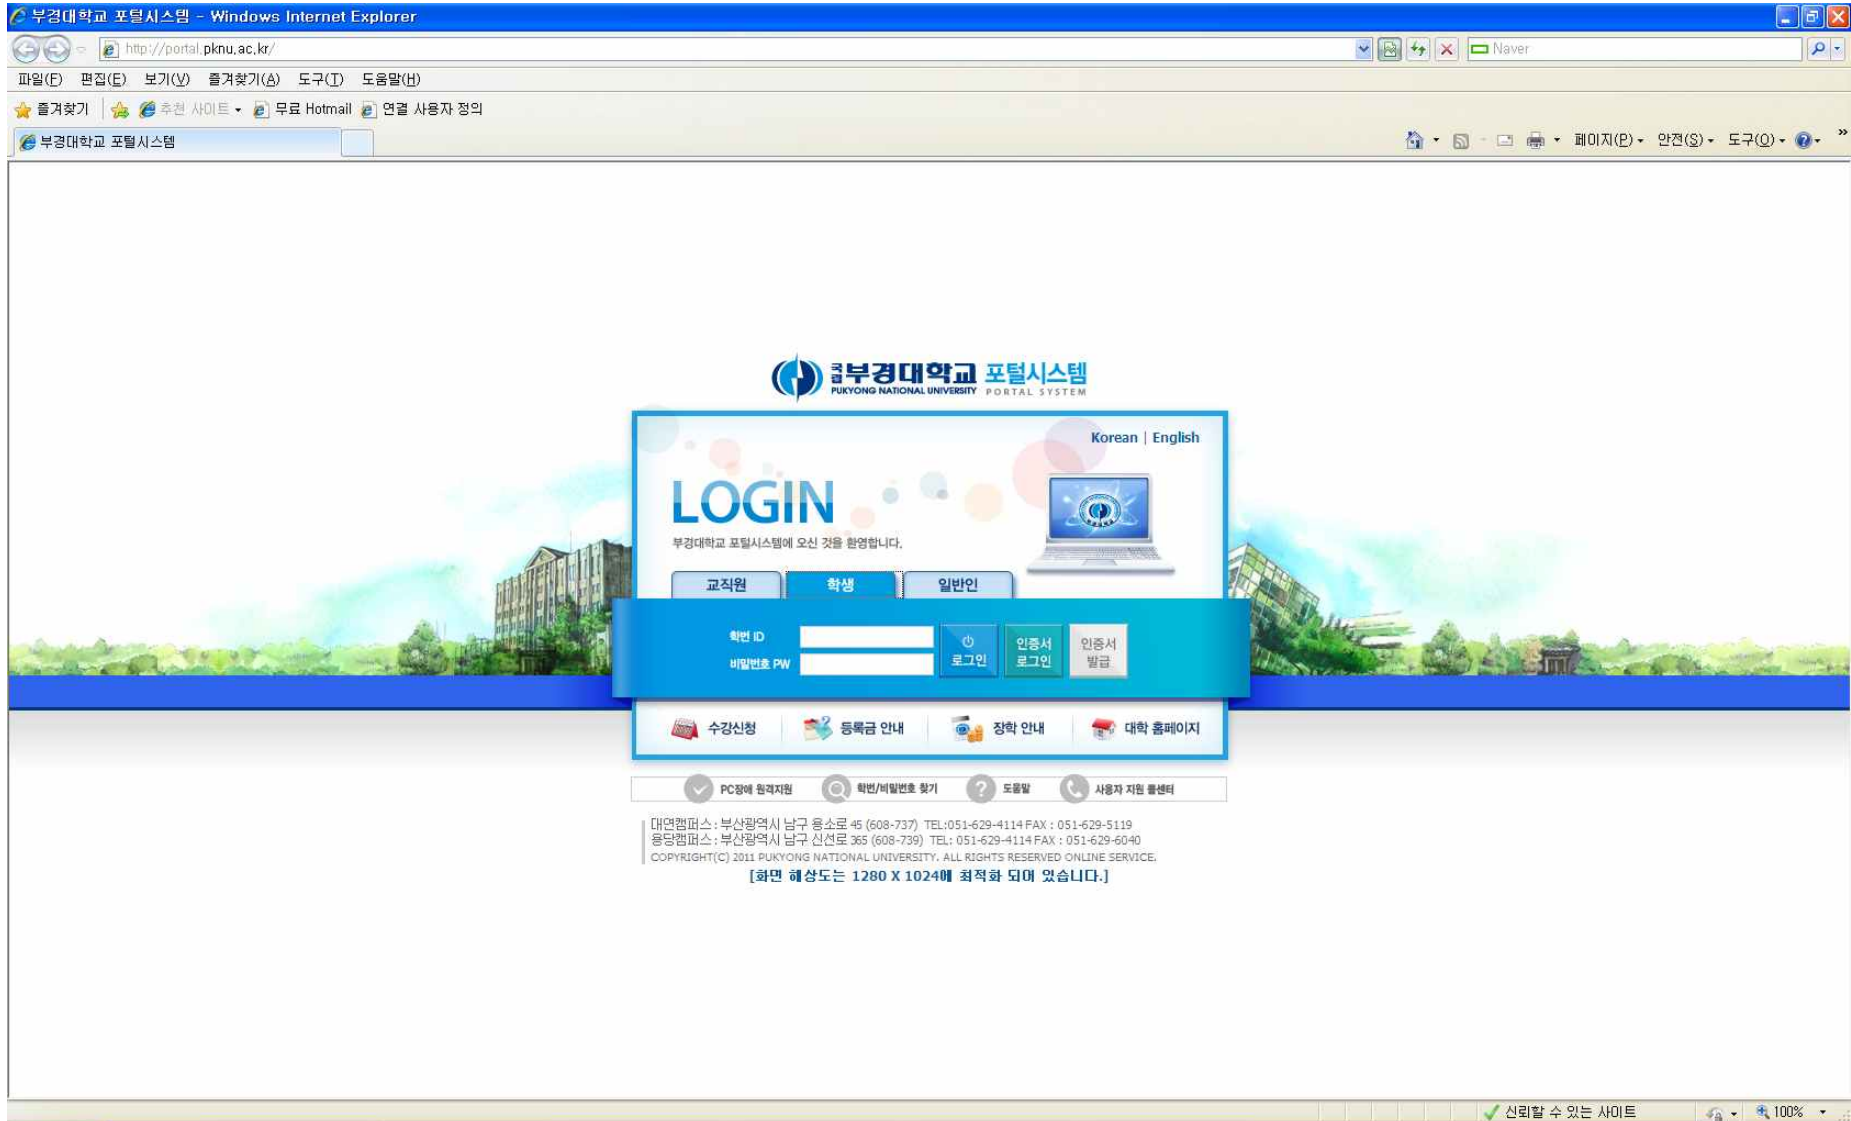 부경대학교 포털시스템 - Windows Internet Explorer
http://portal.pknu.ac.kr/
Naver
파일(F) 편집(E) 보기(V) 즐겨찾기(A) 도구(T) 도움말(H)
즐겨찾기 추천 사이트 무료 Hotmail 연결 사용자 정의
부경대학교 포털시스템
페이지(P) 안전(S) 도구(O) »
국립 부경대학교 포털시스템
PUKYONG NATIONAL UNIVERSITY PORTAL SYSTEM
Korean | English
LOGIN
부경대학교 포털시스템에 오신 것을 환영합니다.
교직원 학생 일반인
학번 ID
비밀번호 PW
로그인
인증서
로그인
인증서
발급
수강신청 등록금 안내 장학 안내 대학 홈페이지
PC장애 원격지원 학번/비밀번호 찾기 도움말 사용자 지원 콜센터
대연캠퍼스 : 부산광역시 남구 용소로 45 (608-737) TEL:051-629-4114 FAX : 051-629-5119
용당캠퍼스 : 부산광역시 남구 신선로 365 (608-739) TEL: 051-629-4114 FAX : 051-629-6040
COPYRIGHT(C) 2011 PUKYONG NATIONAL UNIVERSITY. ALL RIGHTS RESERVED ONLINE SERVICE.
[화면 해상도는 1280 X 1024에 최적화 되어 있습니다.]
신뢰할 수 있는 사이트 100%